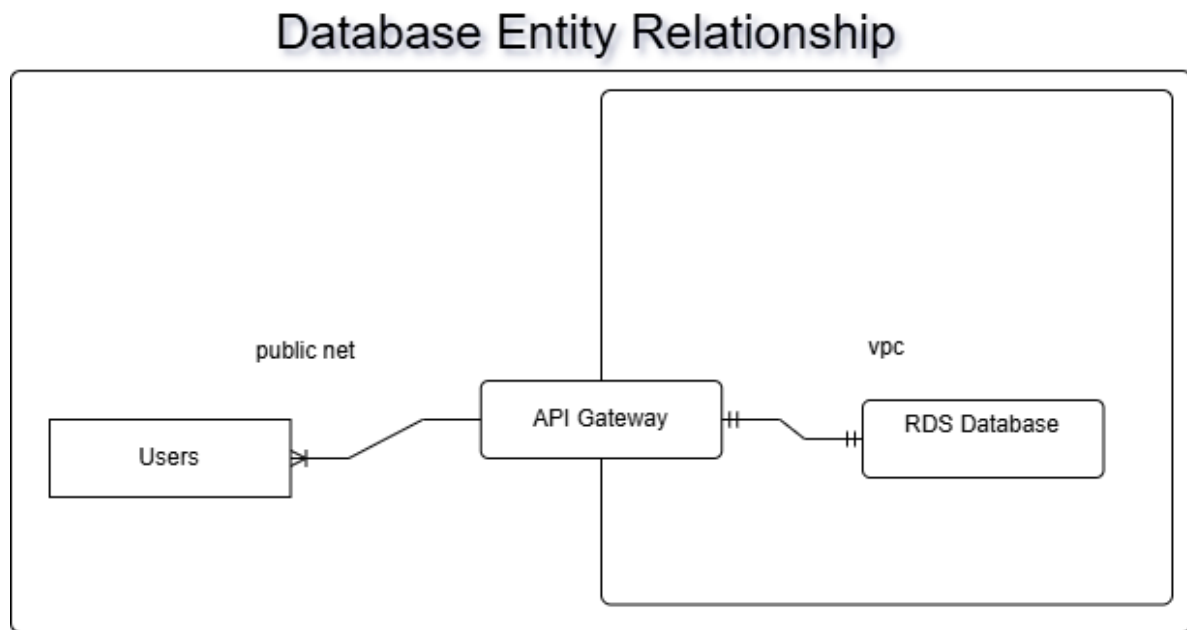 Database Entity Relationship
public net
vpc
API Gateway
RDS Database
Users